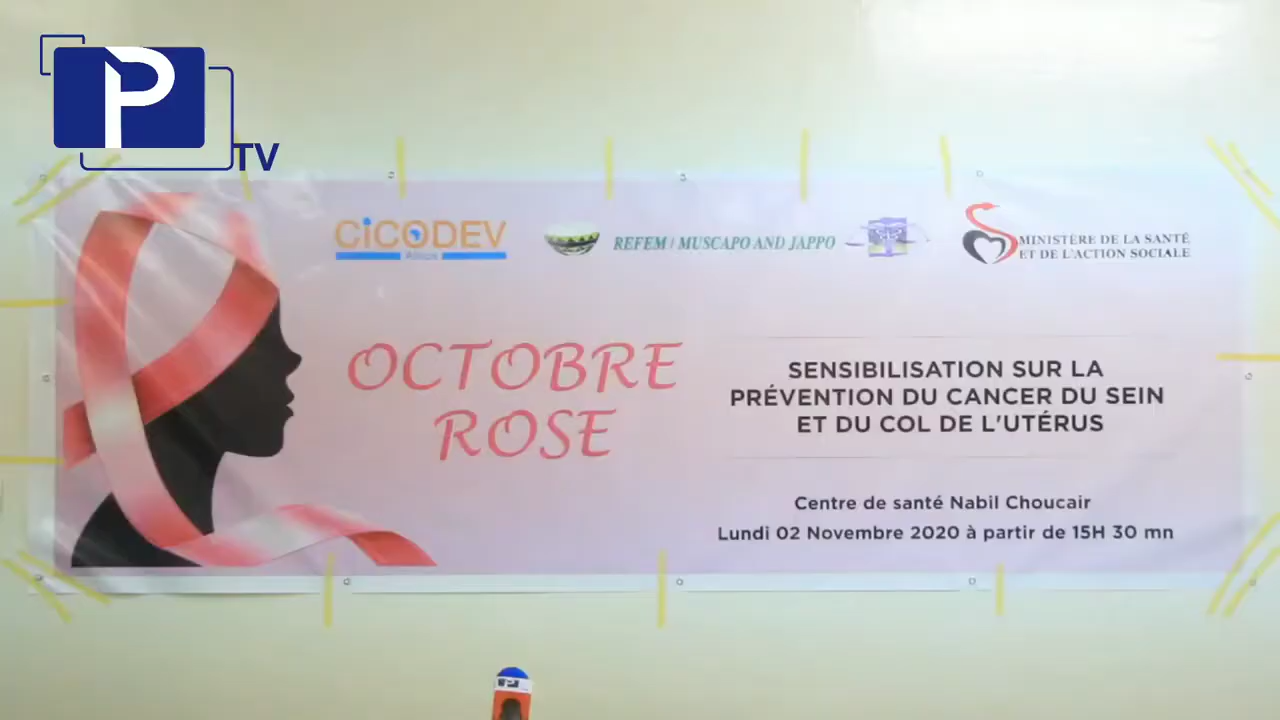 P
TV
CiCODEV
Africa
REFEM / MUSCAPO AND JAPPO
MINISTÈRE DE LA SANTÉ
ET DE L'ACTION SOCIALE
OCTOBRE
ROSE
SENSIBILISATION SUR LA
PRÉVENTION DU CANCER DU SEIN
ET DU COL DE L'UTÉRUS
Centre de santé Nabil Choucair
Lundi 02 Novembre 2020 à partir de 15H 30 mn
P